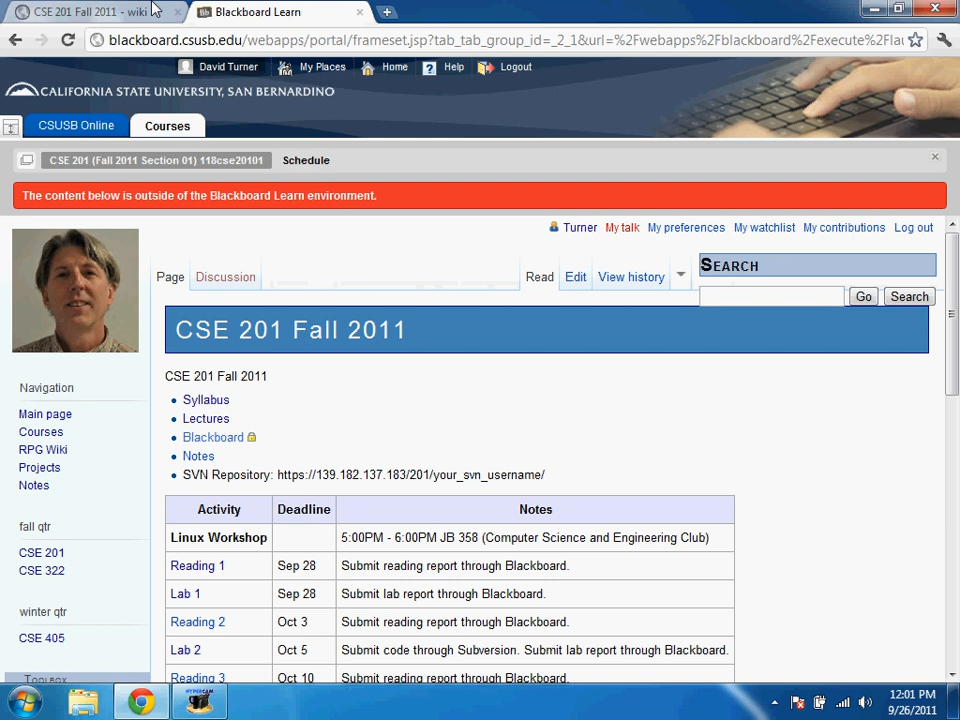 CSE 201 Fall 2011 - wiki
Blackboard Learn
blackboard.csusb.edu/webapps/portal/frameset.jsp?tab_tab_group_id=_2_1&url=%2Fwebapps%2Fblackboard%2Fexecute%2Flau
David Turner My Places Home Help Logout
CALIFORNIA STATE UNIVERSITY, SAN BERNARDINO
CSUSB Online Courses
CSE 201 (Fall 2011 Section 01) 118cse20101 Schedule
The content below is outside of the Blackboard Learn environment.
Turner My talk My preferences My watchlist My contributions Log out
Page Discussion Read Edit View history
SEARCH
Go Search
CSE 201 Fall 2011
CSE 201 Fall 2011
Syllabus
Lectures
Blackboard
Notes
SVN Repository: https://139.182.137.183/201/your_svn_username/
Navigation
Main page
Courses
RPG Wiki
Projects
Notes
fall qtr
CSE 201
CSE 322
winter qtr
CSE 405
Toolbox
Activity Deadline Notes
Linux Workshop 5:00PM - 6:00PM JB 358 (Computer Science and Engineering Club)
Reading 1 Sep 28 Submit reading report through Blackboard.
Lab 1 Sep 28 Submit lab report through Blackboard.
Reading 2 Oct 3 Submit reading report through Blackboard.
Lab 2 Oct 5 Submit code through Subversion. Submit lab report through Blackboard.
Reading 3 Oct 10 Submit reading report through Blackboard.
HYPERCAM
12:01 PM
9/26/2011